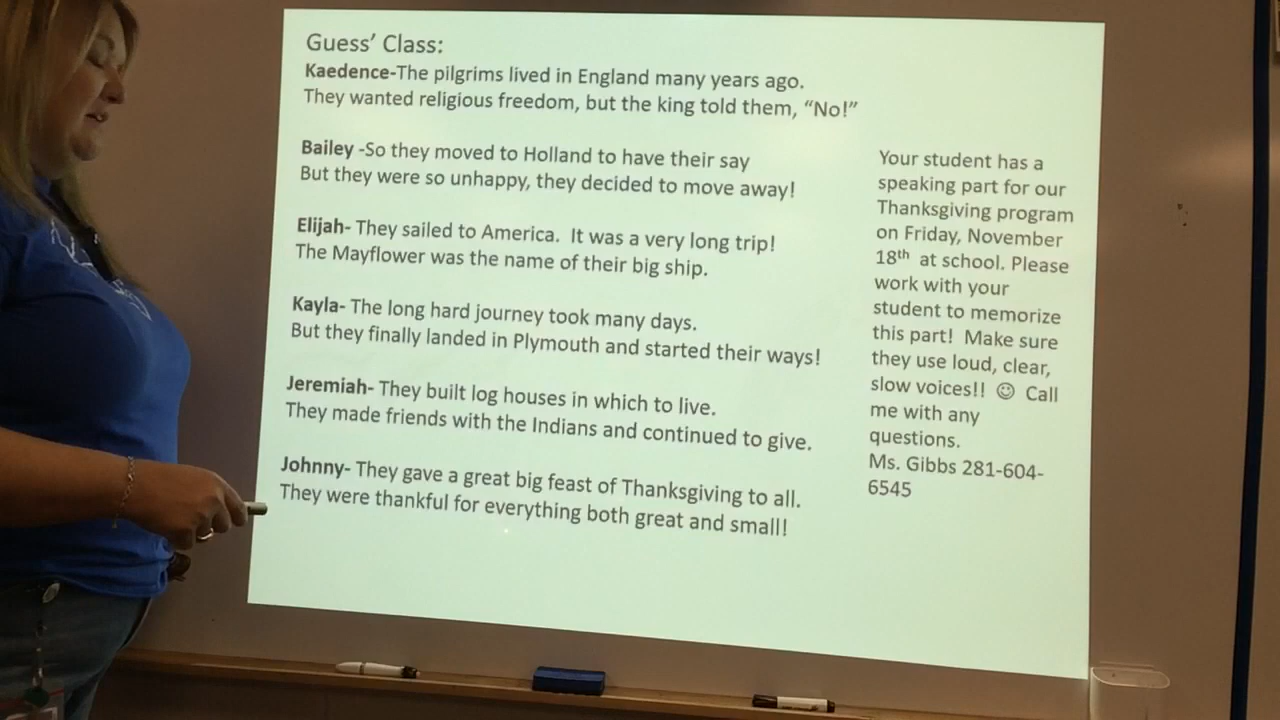 Guess' Class:
Kaedence-The pilgrims lived in England many years ago.
They wanted religious freedom, but the king told them, "No!"
Bailey -So they moved to Holland to have their say
But they were so unhappy, they decided to move away!
Elijah- They sailed to America.  It was a very long trip!
The Mayflower was the name of their big ship.
Kayla- The long hard journey took many days.
But they finally landed in Plymouth and started their ways!
Jeremiah- They built log houses in which to live.
They made friends with the Indians and continued to give.
Johnny- They gave a great big feast of Thanksgiving to all.
They were thankful for everything both great and small!
Your student has a
speaking part for our
Thanksgiving program
on Friday, November
18th at school. Please
work with your
student to memorize
this part!  Make sure
they use loud, clear,
slow voices!! ☺ Call
me with any
questions.
Ms. Gibbs 281-604-
6545